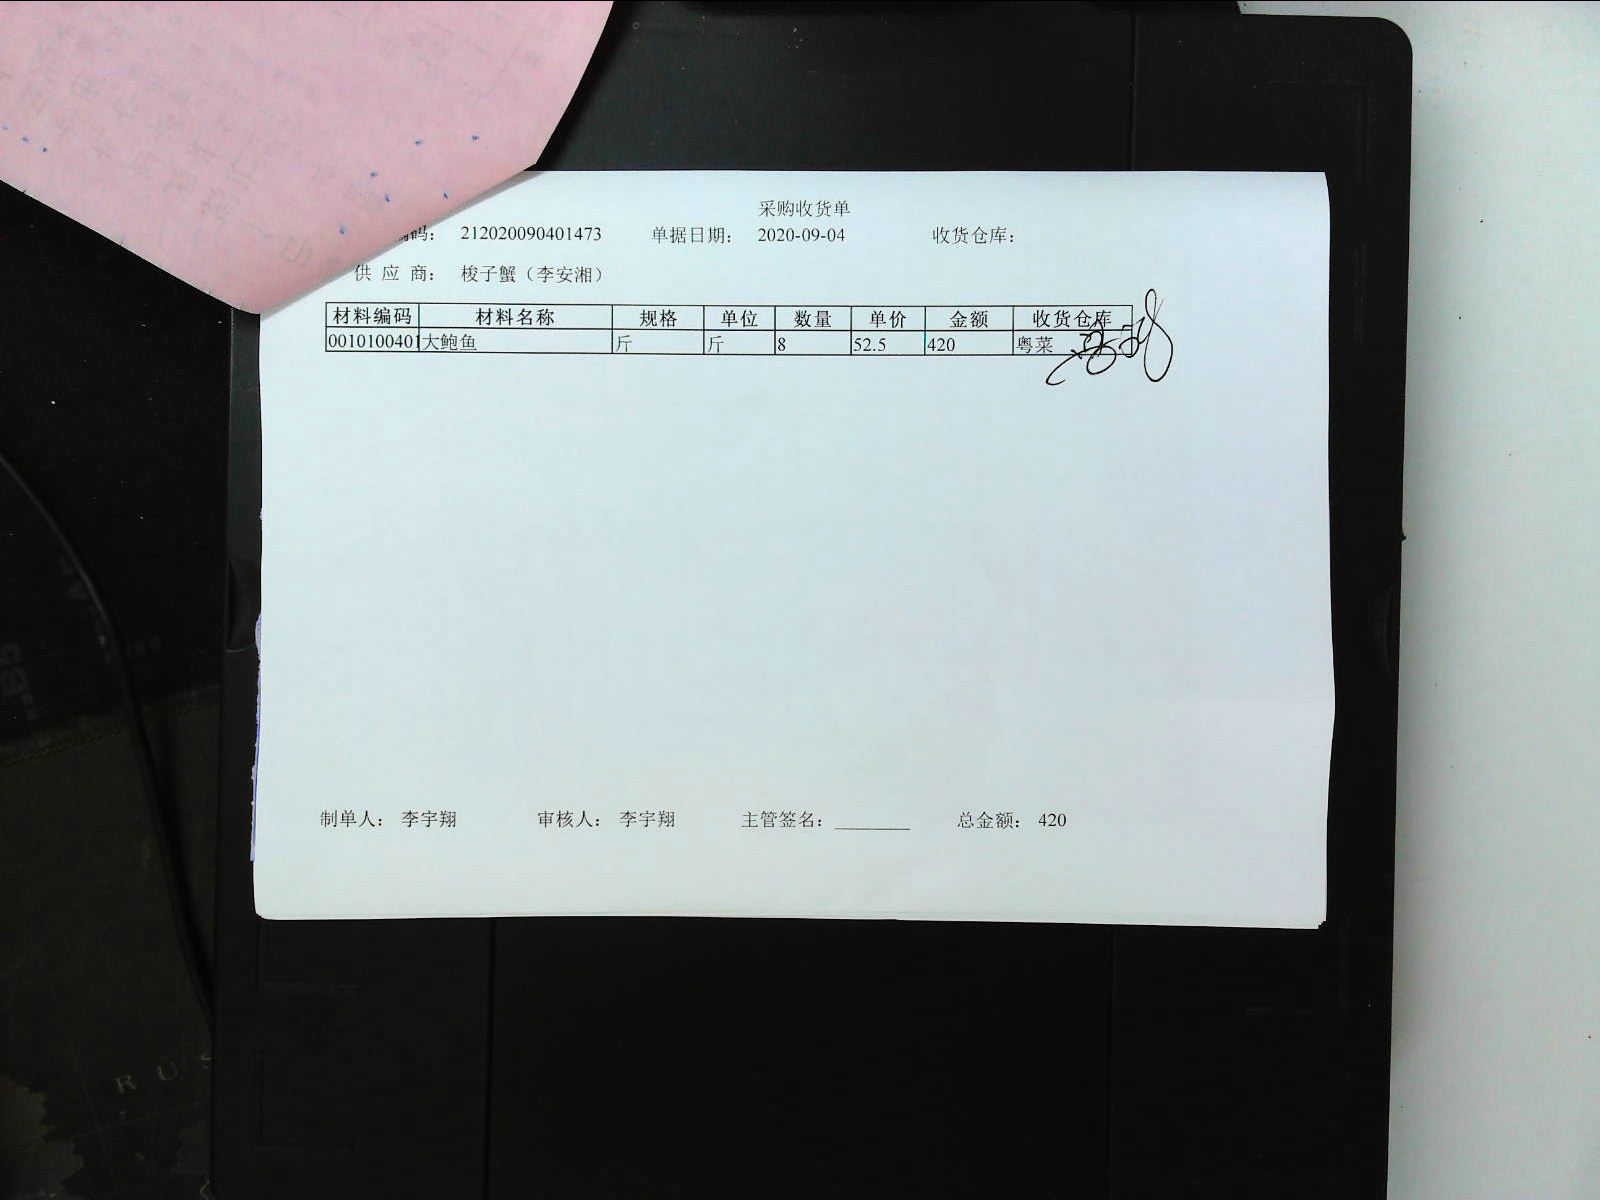 采购收货单
编码： 212020090401473 单据日期： 2020-09-04 收货仓库：
供 应 商： 梭子蟹（李安湘）
材料编码 材料名称 规格 单位 数量 单价 金额 收货仓库
0010100401 大鲍鱼 斤 斤 8 52.5 420 粤菜
制单人： 李宇翔 审核人： 李宇翔 主管签名：________ 总金额： 420
RUS